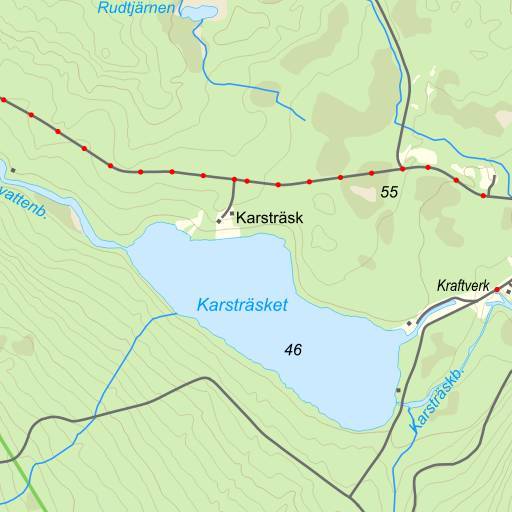 Rudtjärnen
55
vattenb.
Karsträsk
Kraftverk
Karsträsket
46
Karsträskb.